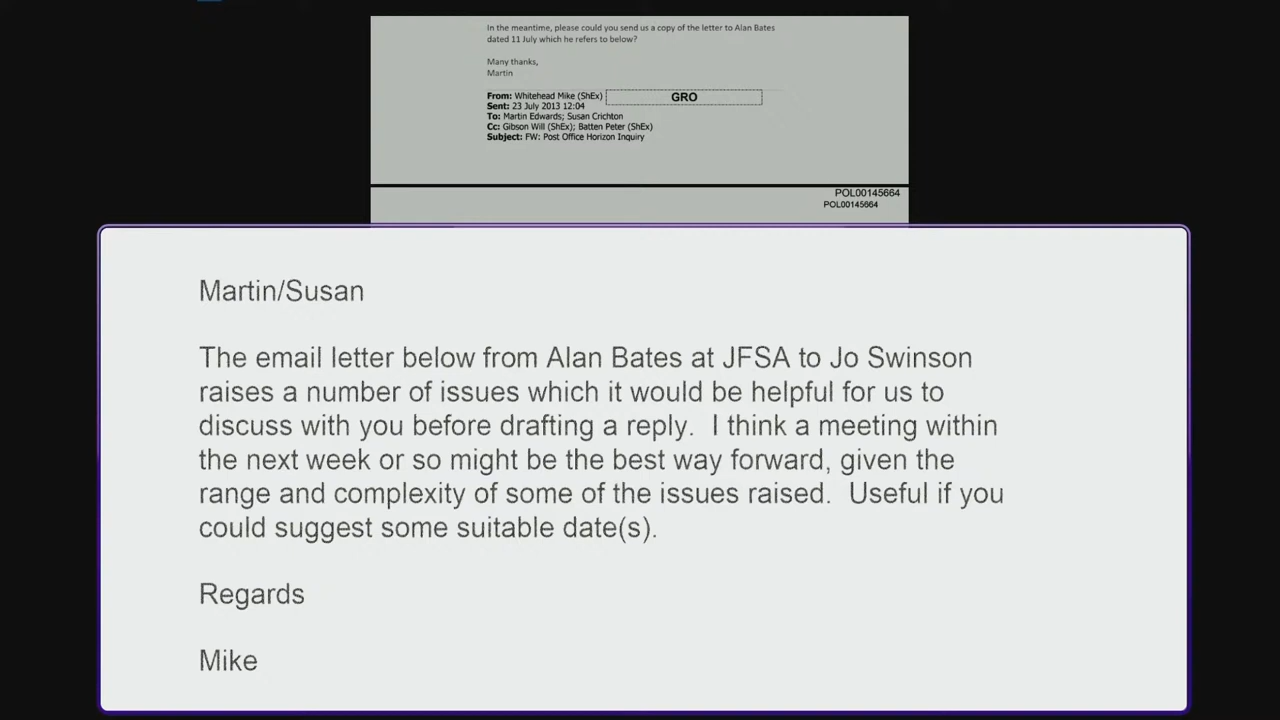 In the meantime, please could you send us a copy of the letter to Alan Bates
dated 11 July which he refers to below?
Many thanks,
Martin
From: Whitehead Mike (ShEx) GRO
Sent: 23 July 2013 12:04
To: Martin Edwards; Susan Crichton
Cc: Gibson Will (ShEx); Batten Peter (ShEx)
Subject: FW: Post Office Horizon Inquiry
POL00145664
POL00145664
Martin/Susan
The email letter below from Alan Bates at JFSA to Jo Swinson
raises a number of issues which it would be helpful for us to
discuss with you before drafting a reply.  I think a meeting within
the next week or so might be the best way forward, given the
range and complexity of some of the issues raised.  Useful if you
could suggest some suitable date(s).
Regards
Mike